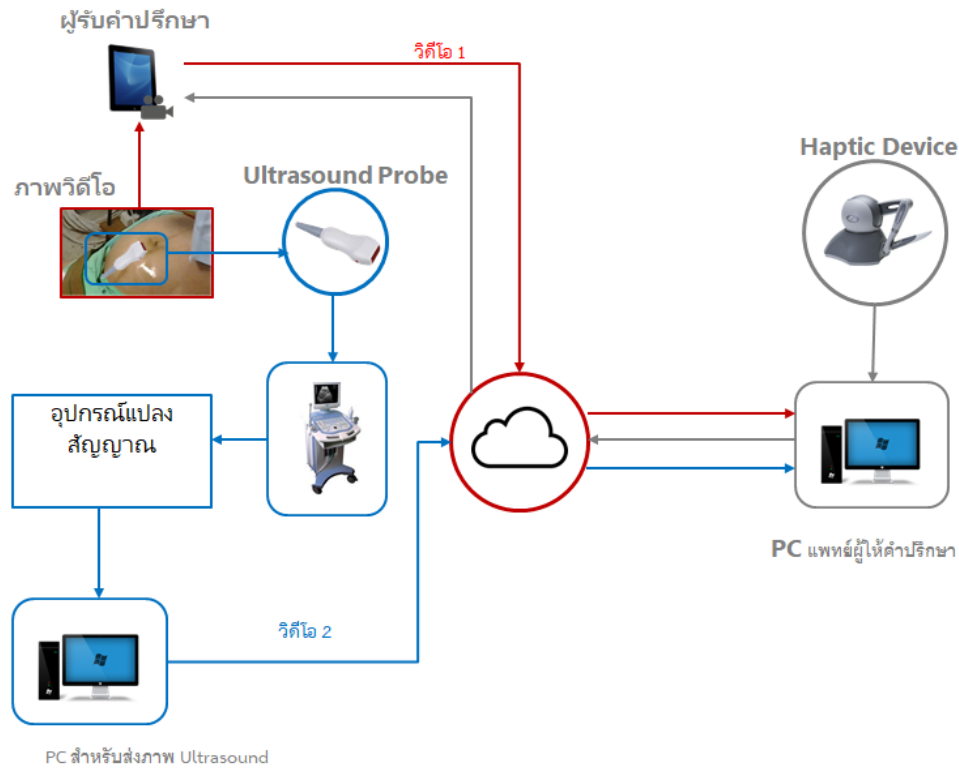 ผู้รับคำปรึกษา
วิดีโอ 1
Haptic Device
ภาพวิดีโอ
Ultrasound Probe
อุปกรณ์แปลง
สัญญาณ
PC แพทย์ผู้ให้คำปรึกษา
วิดีโอ 2
PC สำหรับส่งภาพ Ultrasound